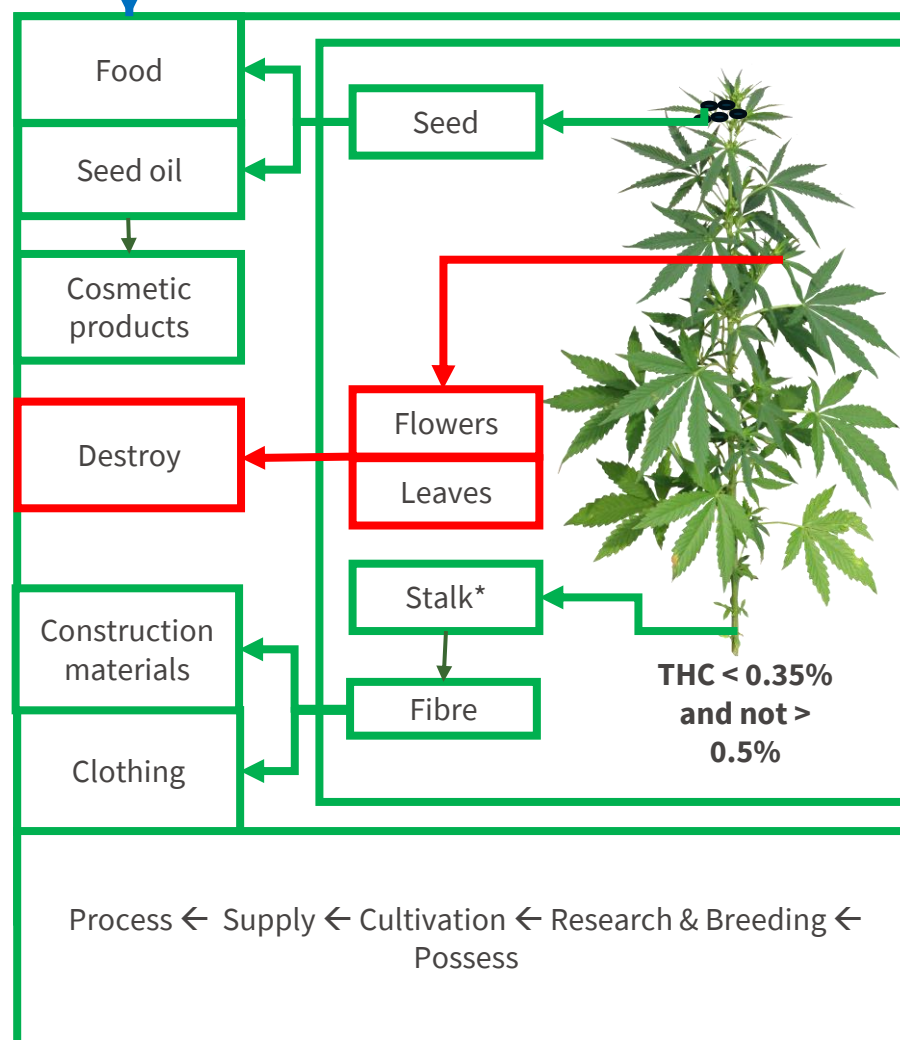 Food
Seed
Seed oil
Cosmetic
products
Flowers
Destroy
Leaves
Stalk*
Construction
materials
Fibre
Clothing
THC < 0.35%
and not >
0.5%
Process ← Supply ← Cultivation ← Research & Breeding ←
Possess